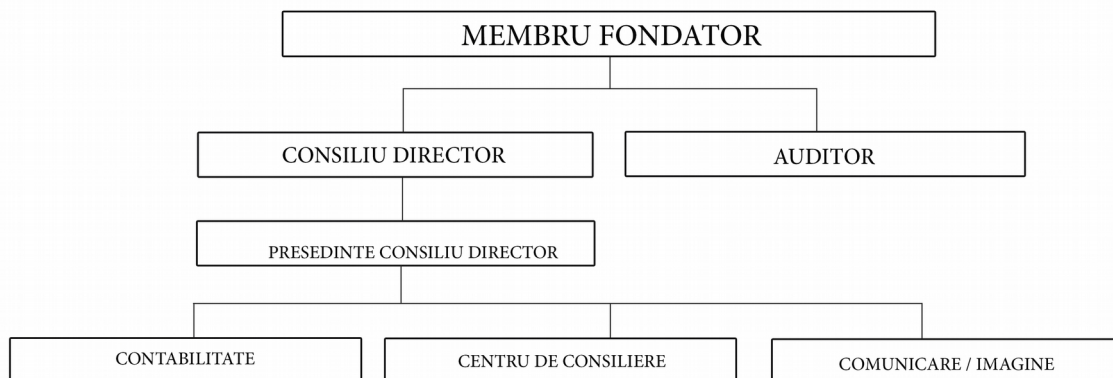 MEMBRU FONDATOR
CONSILIU DIRECTOR
AUDITOR
PRESEDINTE CONSILIU DIRECTOR
CONTABILITATE
CENTRU DE CONSILIERE
COMUNICARE / IMAGINE